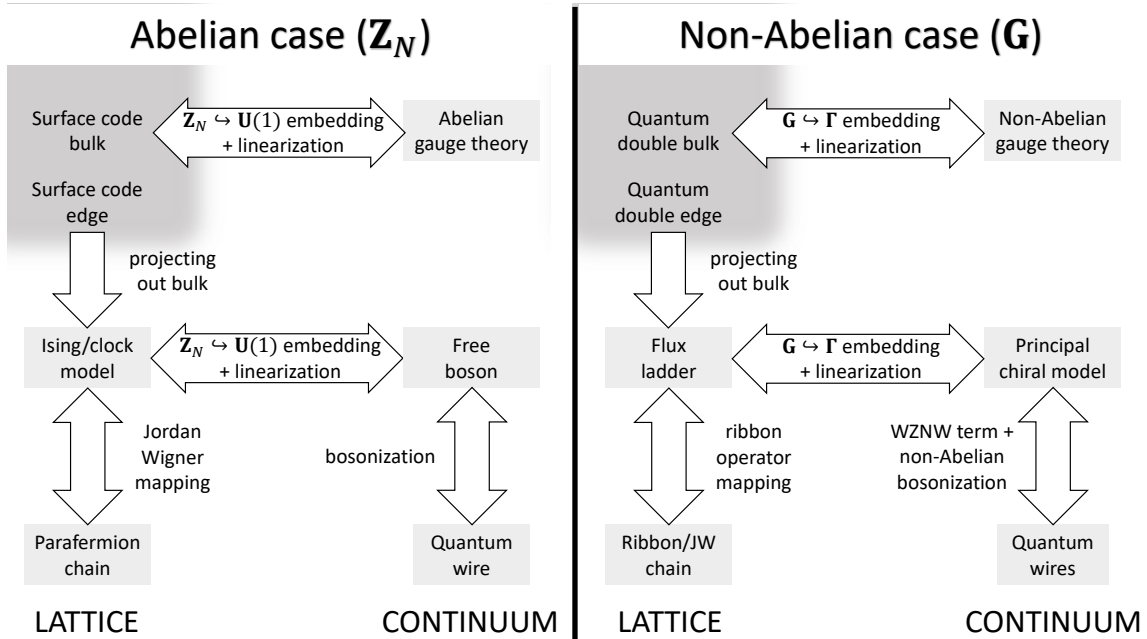 Abelian case (𝐙_N)
Surface code
bulk
𝐙_N ↪ 𝐔(1) embedding
+ linearization
Abelian
gauge theory
Surface code
edge
projecting
out bulk
Ising/clock
model
𝐙_N ↪ 𝐔(1) embedding
+ linearization
Free
boson
Jordan
Wigner
mapping
bosonization
Parafermion
chain
Quantum
wire
LATTICE
CONTINUUM
Non-Abelian case (𝐆)
Quantum
double bulk
𝐆 ↪ 𝚪 embedding
+ linearization
Non-Abelian
gauge theory
Quantum
double edge
projecting
out bulk
Flux
ladder
𝐆 ↪ 𝚪 embedding
+ linearization
Principal
chiral model
ribbon
operator
mapping
WZNW term +
non-Abelian
bosonization
Ribbon/JW
chain
Quantum
wires
LATTICE
CONTINUUM